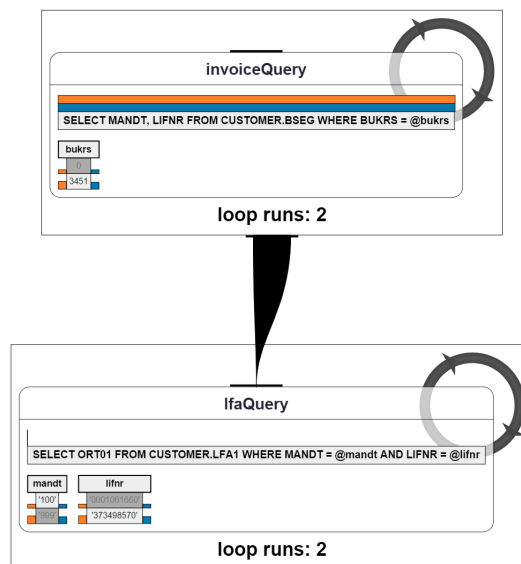 invoiceQuery
SELECT MANDT, LIFNR FROM CUSTOMER.BSEG WHERE BUKRS = @bukrs
bukrs
0
3451
loop runs: 2
lfaQuery
SELECT ORT01 FROM CUSTOMER.LFA1 WHERE MANDT = @mandt AND LIFNR = @lifnr
mandt lifnr
'100' '0001061660'
'999' '373498570'
loop runs: 2